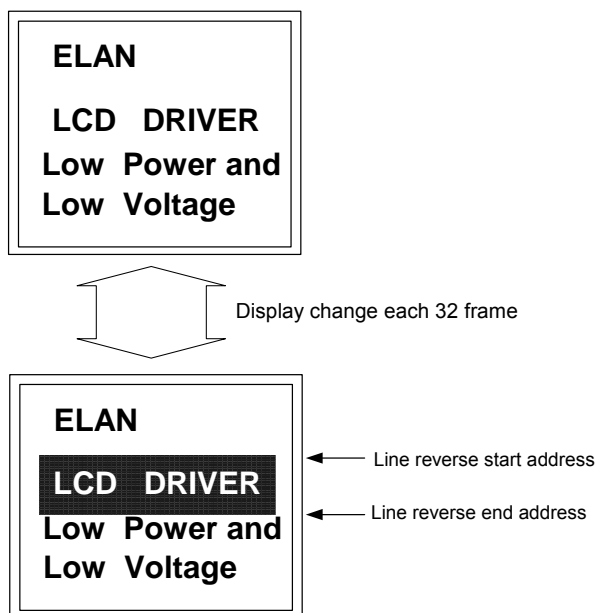 ELAN
LCD DRIVER
Low Power and
Low Voltage
Display change each 32 frame
ELAN
LCD DRIVER
Line reverse start address
Low Power and
Line reverse end address
Low Voltage